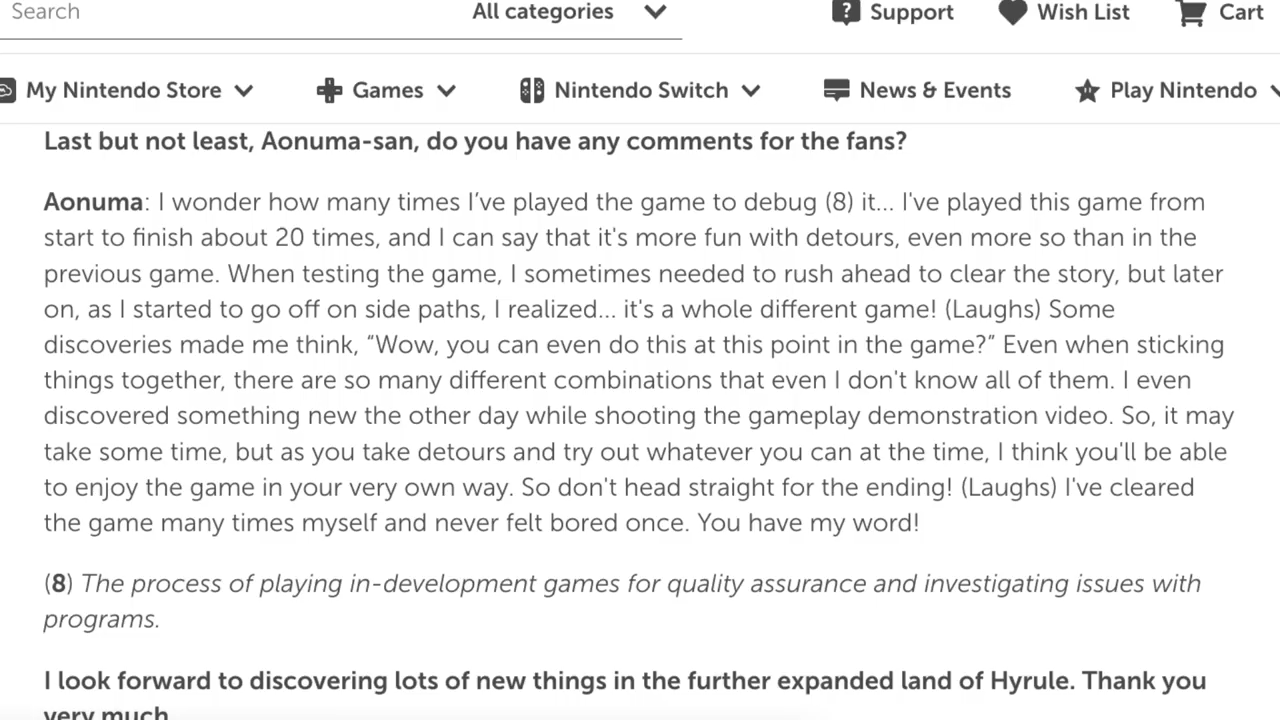 Search All categories Support Wish List Cart
My Nintendo Store Games Nintendo Switch News & Events Play Nintendo
Last but not least, Aonuma-san, do you have any comments for the fans?
Aonuma: I wonder how many times I’ve played the game to debug (8) it... I've played this game from
start to finish about 20 times, and I can say that it's more fun with detours, even more so than in the
previous game. When testing the game, I sometimes needed to rush ahead to clear the story, but later
on, as I started to go off on side paths, I realized... it's a whole different game! (Laughs) Some
discoveries made me think, “Wow, you can even do this at this point in the game?” Even when sticking
things together, there are so many different combinations that even I don't know all of them. I even
discovered something new the other day while shooting the gameplay demonstration video. So, it may
take some time, but as you take detours and try out whatever you can at the time, I think you'll be able
to enjoy the game in your very own way. So don't head straight for the ending! (Laughs) I've cleared
the game many times myself and never felt bored once. You have my word!
(8) The process of playing in-development games for quality assurance and investigating issues with
programs.
I look forward to discovering lots of new things in the further expanded land of Hyrule. Thank you
very much